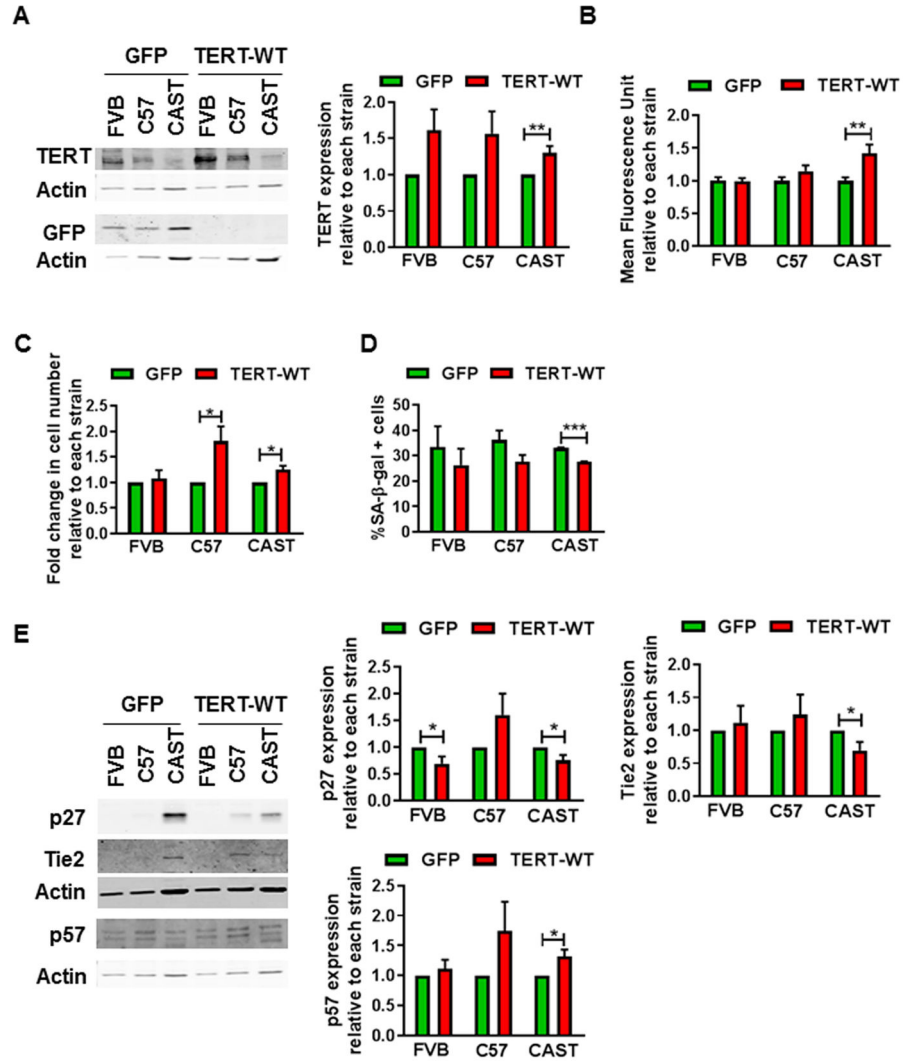 A
GFP TERT-WT
FVB C57 CAST FVB C57 CAST
TERT
Actin
GFP
Actin
GFP TERT-WT
TERT expression
relative to each strain
2.0
1.5
1.0
0.5
0.0
**
FVB C57 CAST
B
GFP TERT-WT
Mean Fluorescence Unit
relative to each strain
2.0
1.5
1.0
0.5
0.0
**
FVB C57 CAST
C
GFP TERT-WT
Fold change in cell number
relative to each strain
2.5
2.0
1.5
1.0
0.5
0.0
* *
FVB C57 CAST
D
GFP TERT-WT
%SA-β-gal + cells
50
40
30
20
10
0
***
FVB C57 CAST
E
GFP TERT-WT
FVB C57 CAST FVB C57 CAST
p27
Tie2
Actin
p57
Actin
GFP TERT-WT
p27 expression
relative to each strain
2.5
2.0
1.5
1.0
0.5
0.0
* *
FVB C57 CAST
GFP TERT-WT
Tie2 expression
relative to each strain
2.0
1.5
1.0
0.5
0.0
*
FVB C57 CAST
GFP TERT-WT
p57 expression
relative to each strain
2.5
2.0
1.5
1.0
0.5
0.0
*
FVB C57 CAST